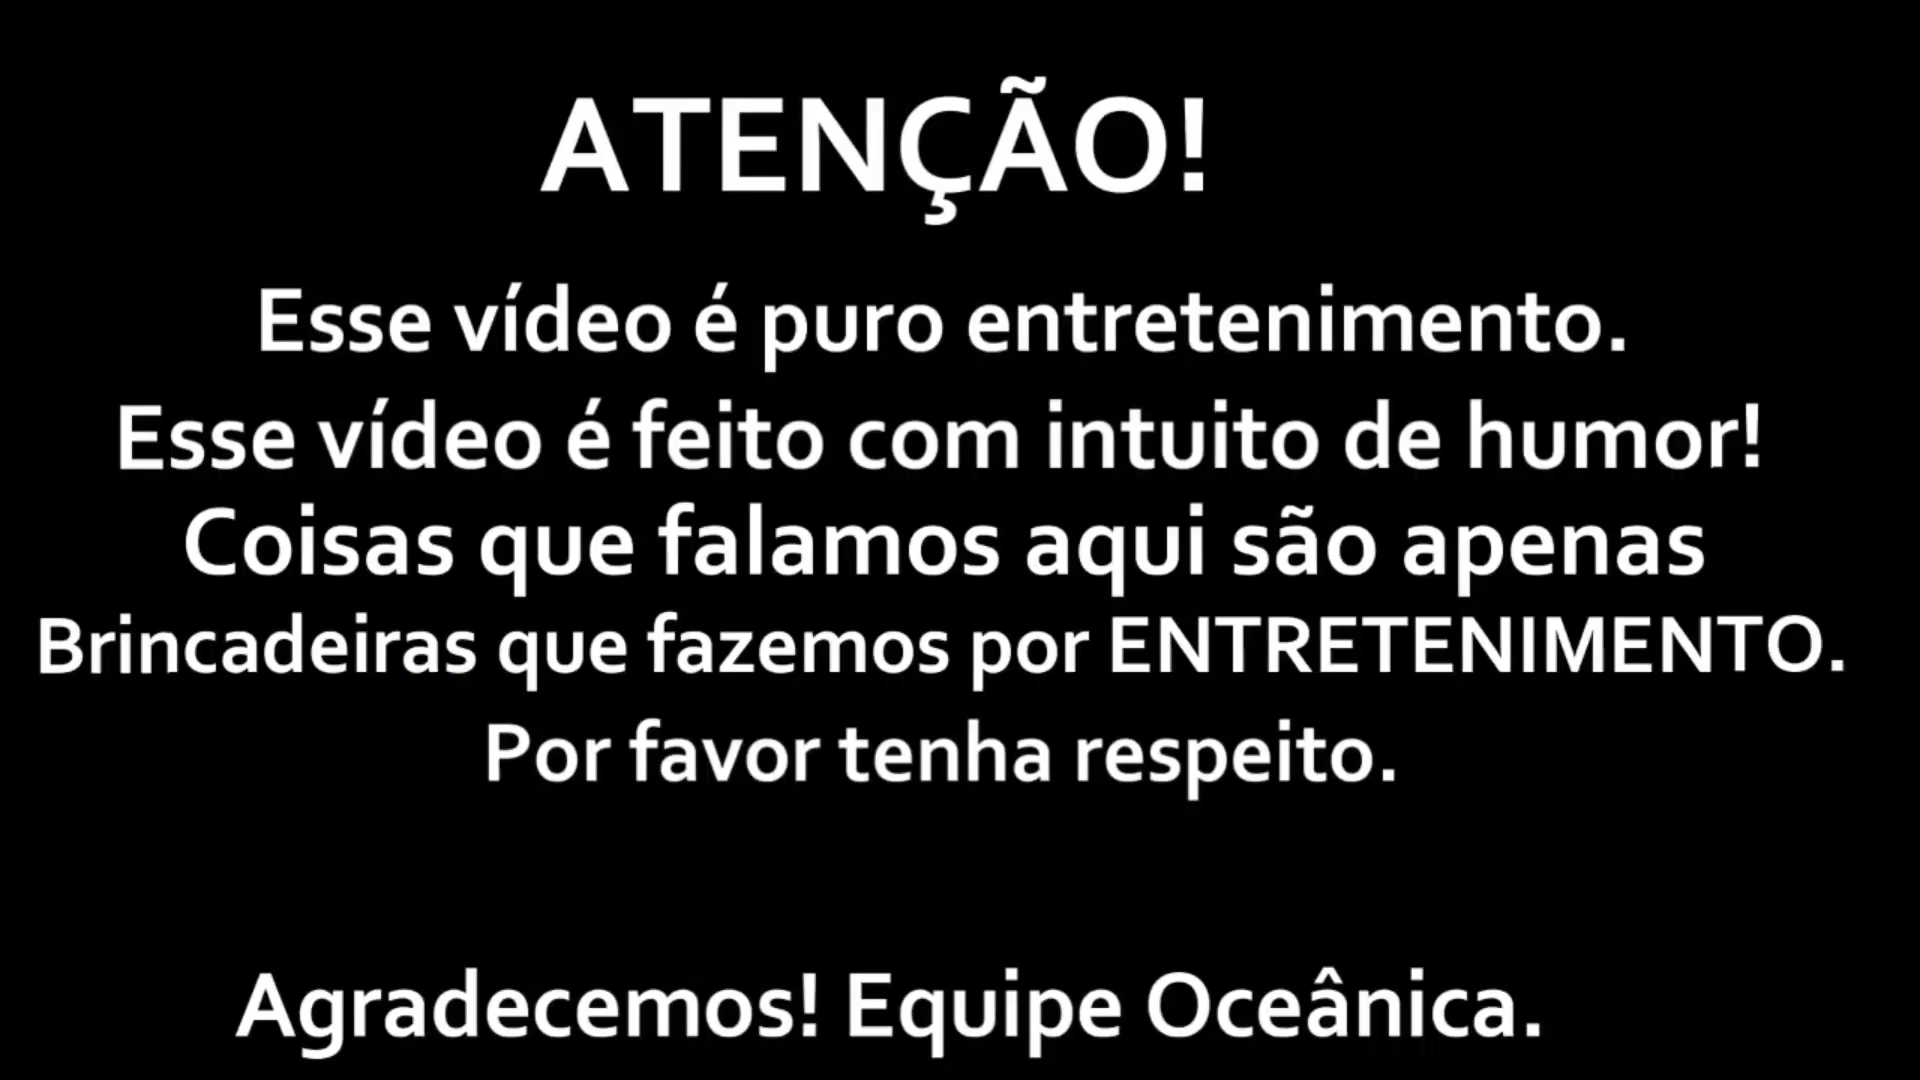 ATENÇÃO!
Esse vídeo é puro entretenimento.
Esse vídeo é feito com intuito de humor!
Coisas que falamos aqui são apenas
Brincadeiras que fazemos por ENTRETENIMENTO.
Por favor tenha respeito.
Agradecemos! Equipe Oceânica.